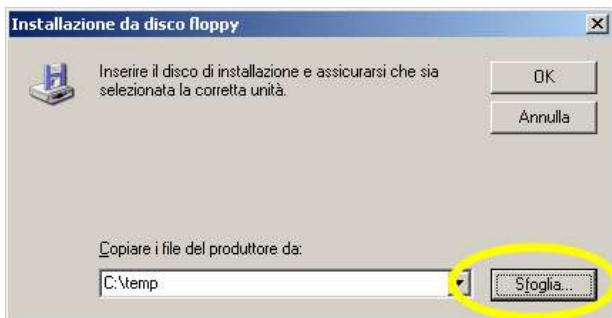 Installazione da disco floppy
Inserire il disco di installazione e assicurarsi che sia
selezionata la corretta unità.
OK
Annulla
Copiare i file del produttore da:
C:\temp
Sfoglia...